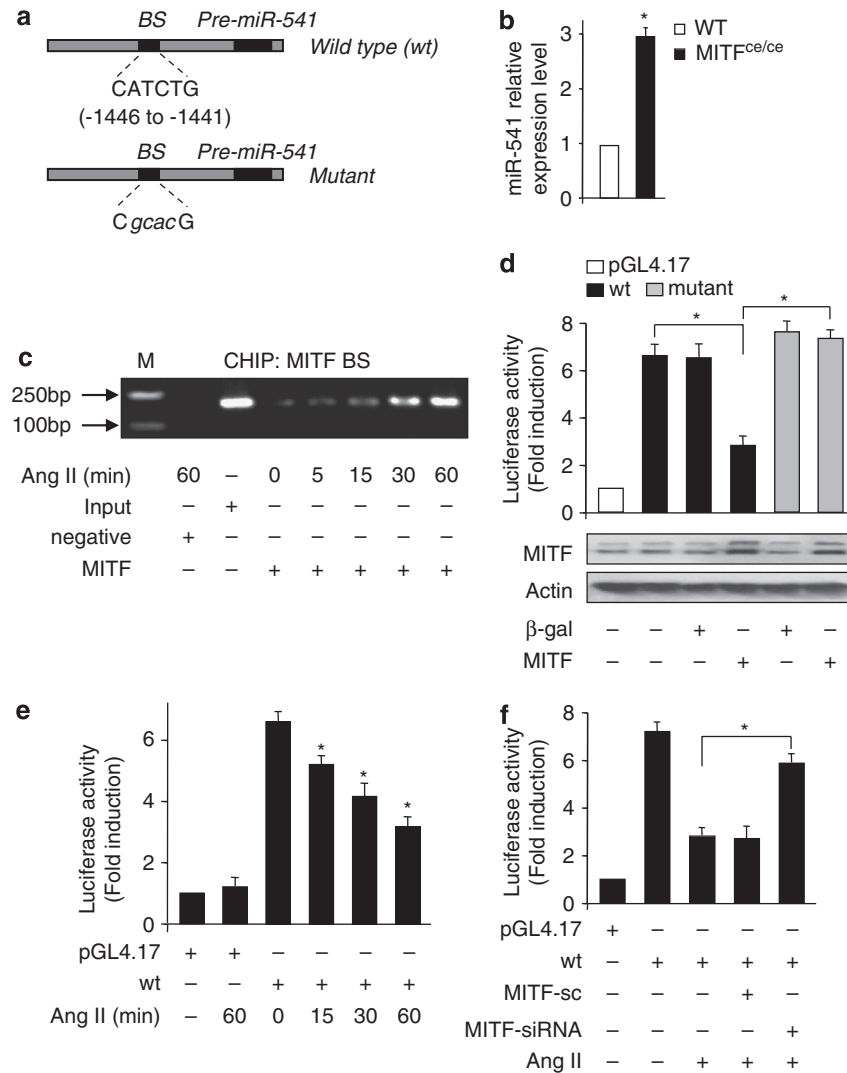 a
BS Pre-miR-541
Wild type (wt)
CATCTG
(-1446 to -1441)
BS Pre-miR-541
Mutant
CgcacG
b
miR-541 relative
expression level
3
2
1
0
*
WT
MITFce/ce
c
M CHIP: MITF BS
250bp
100bp
Ang II (min) 60 – 0 5 15 30 60
Input – + – – – – –
negative + – – – – – –
MITF – – + + + + +
d
pGL4.17
wt mutant
Luciferase activity
(Fold induction)
8
6
4
2
0
* *
MITF
Actin
β-gal – – + – + –
MITF – – – + – +
e
Luciferase activity
(Fold induction)
6
4
2
0
* * *
pGL4.17 + + – – – –
wt – – + + + +
Ang II (min) – 60 0 15 30 60
f
Luciferase activity
(Fold induction)
8
6
4
2
0
*
pGL4.17 + – – – –
wt – + + + +
MITF-sc – – – + –
MITF-siRNA – – – – +
Ang II – – + + +